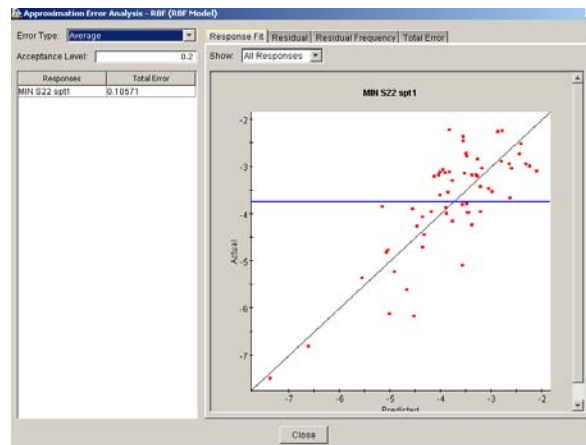 Approximation Error Analysis - RBF (RBF Model)
Error Type: Average
Acceptance Level: 0.2
Responses Total Error
MIN S22 spt1 0.10571
Response Fit Residual Residual Frequency Total Error
Show: All Responses
MIN S22 spt1
-2
-3
-4
-5
-6
-7
Actual
-7 -6 -5 -4 -3 -2
Predicted
Close